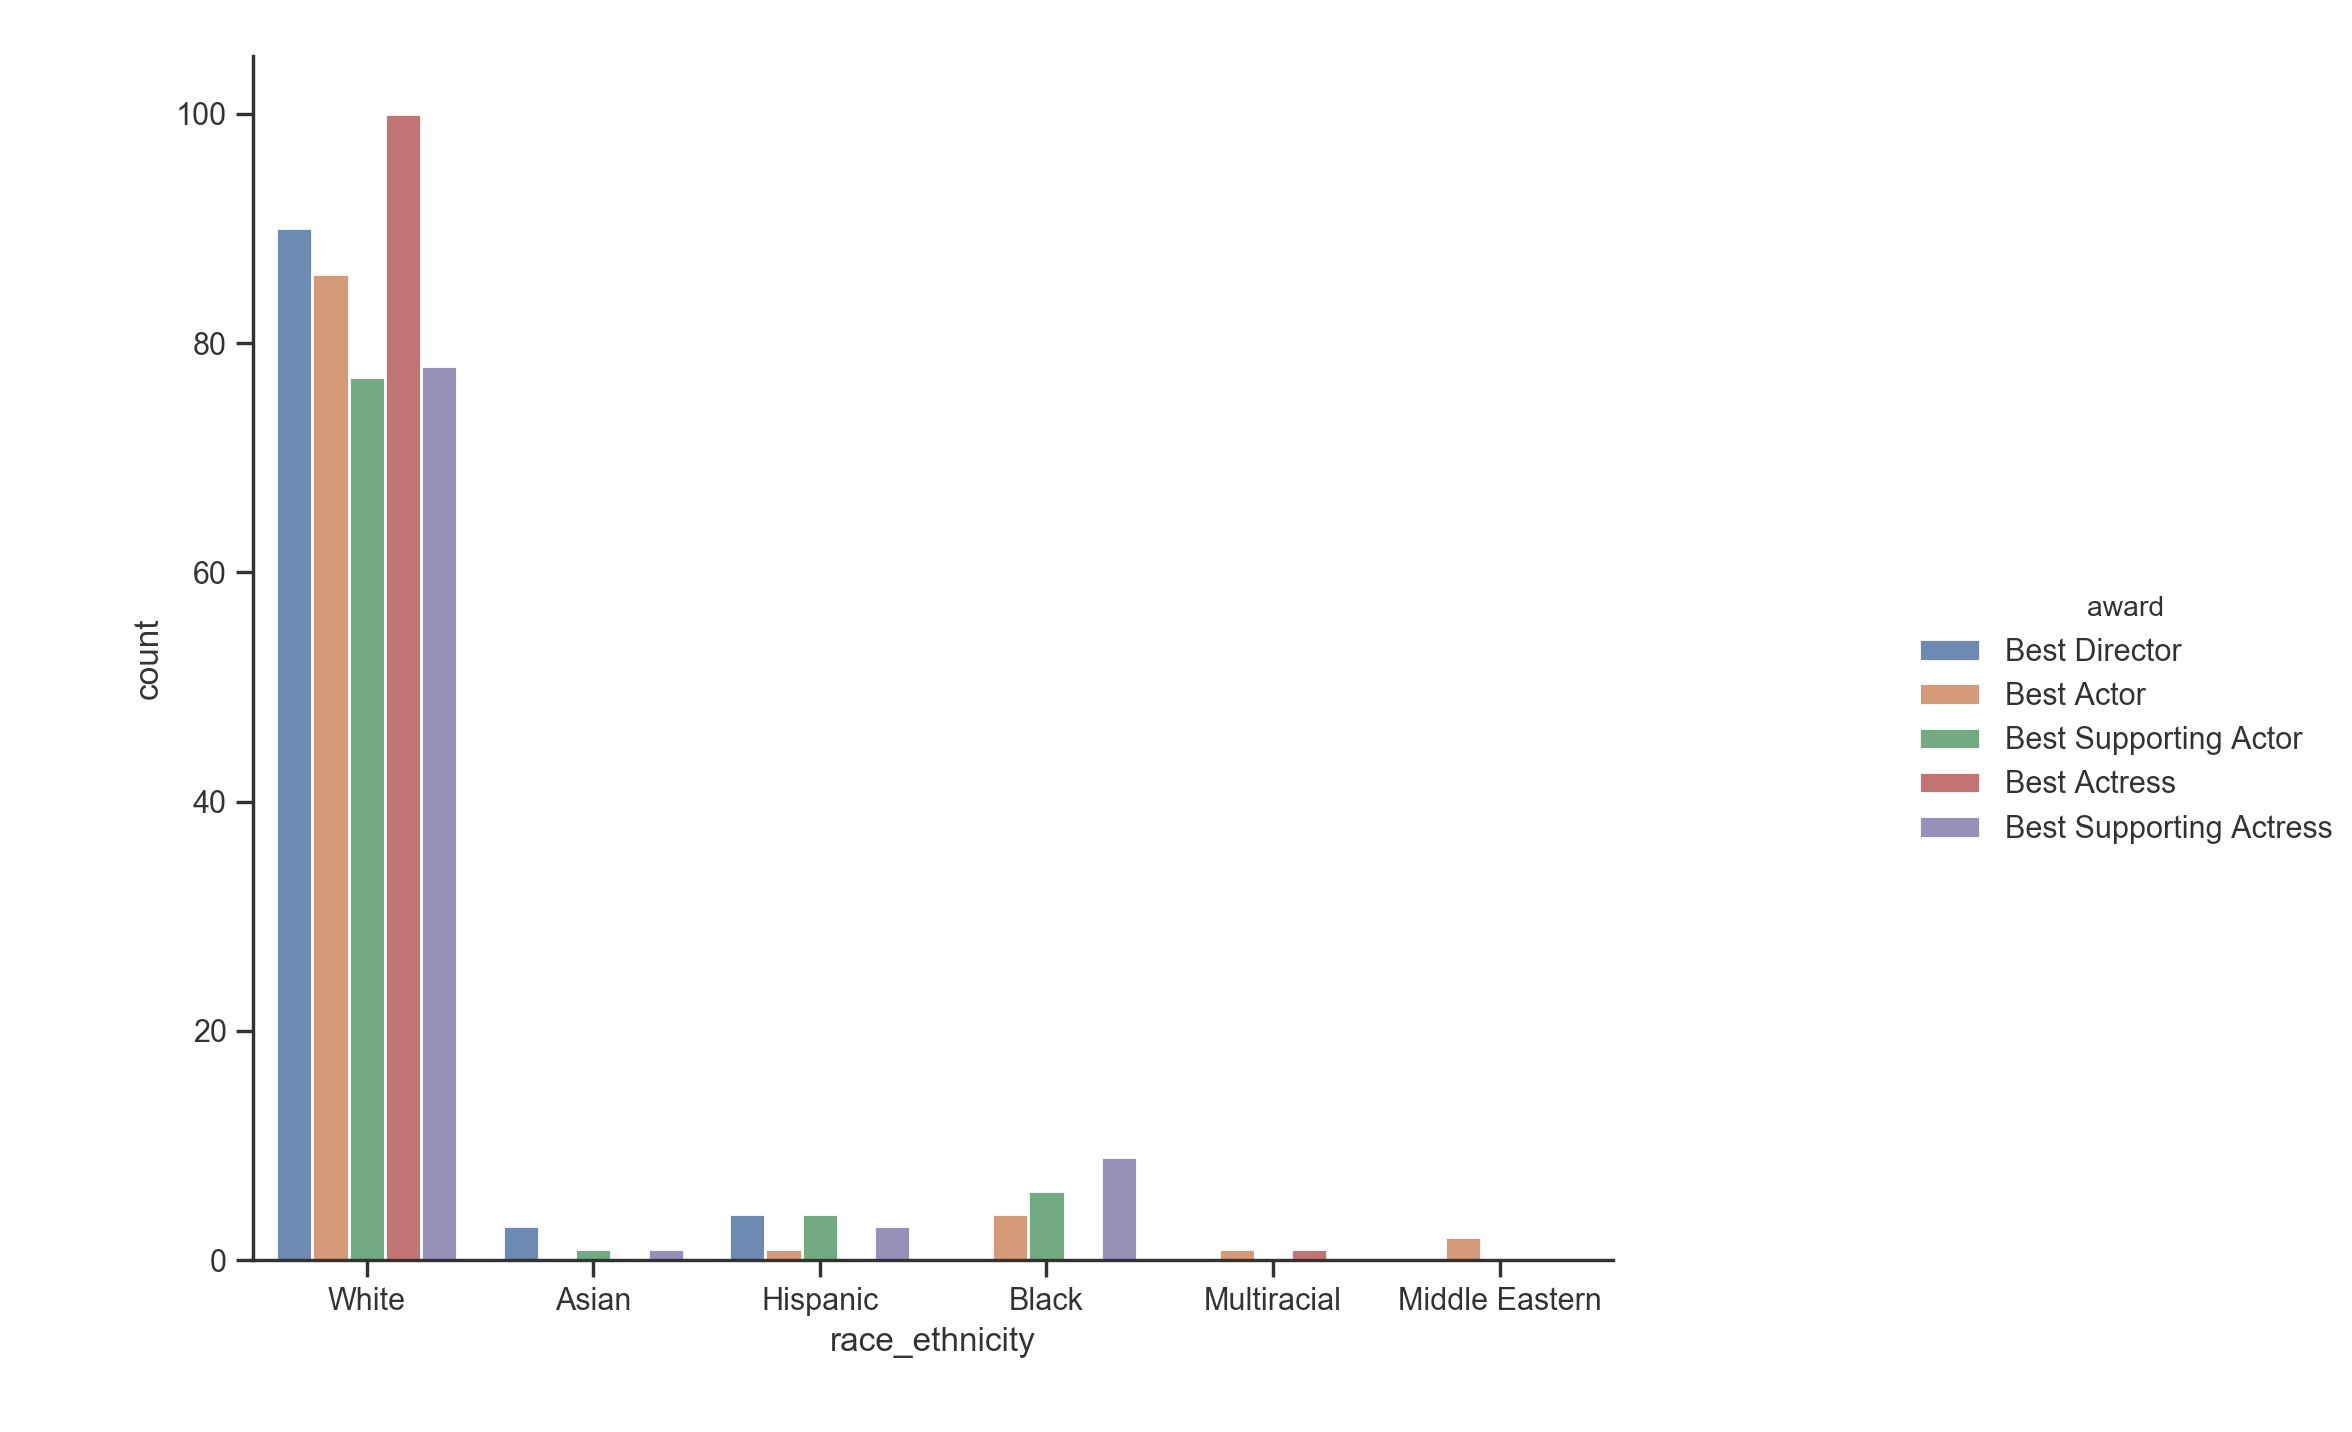 100
80
60
40
20
0
count
White
Asian
Hispanic
Black
Multiracial
Middle Eastern
race_ethnicity
award
Best Director
Best Actor
Best Supporting Actor
Best Actress
Best Supporting Actress